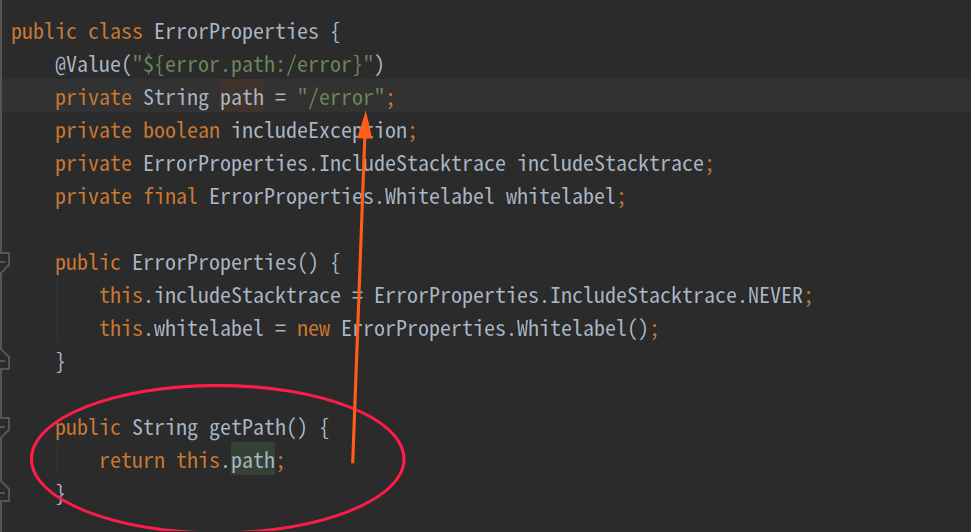 public class ErrorProperties {
@Value("${error.path:/error}")
private String path = "/error";
private boolean includeException;
private ErrorProperties.IncludeStacktrace includeStacktrace;
private final ErrorProperties.Whitelabel whitelabel;
public ErrorProperties() {
this.includeStacktrace = ErrorProperties.IncludeStacktrace.NEVER;
this.whitelabel = new ErrorProperties.Whitelabel();
}
public String getPath() {
return this.path;
}